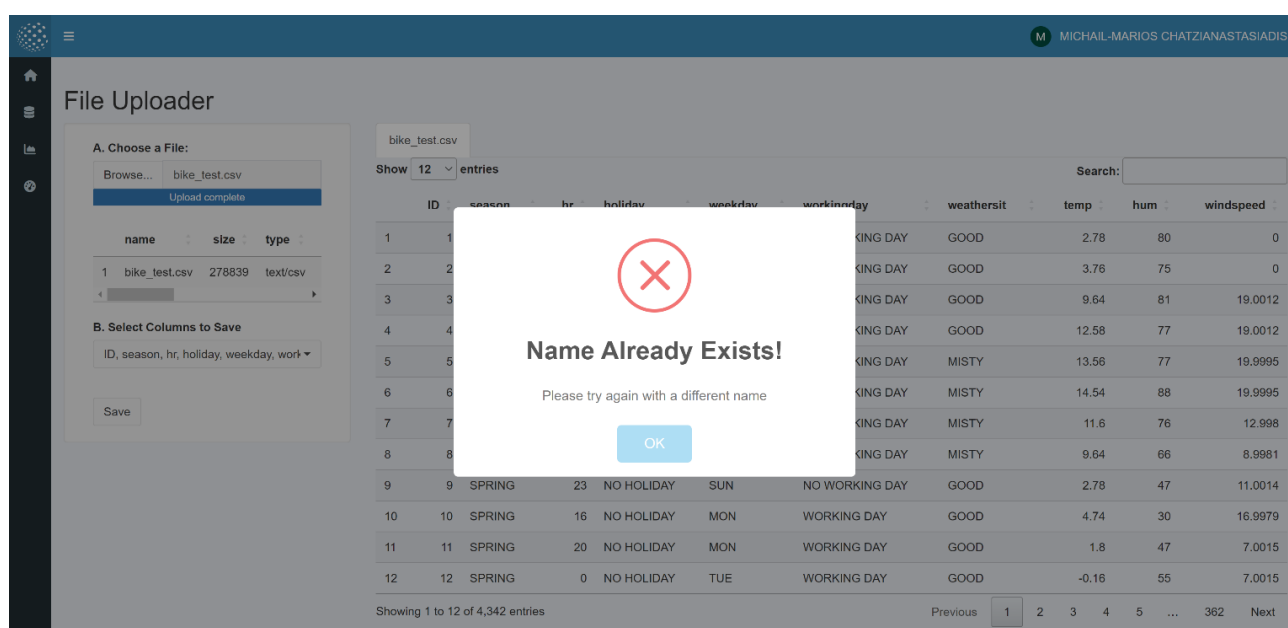 M MICHAIL-MARIOS CHATZIANASTASIADIS
File Uploader
A. Choose a File:
Browse... bike_test.csv
Upload complete
name size type
1 bike_test.csv 278839 text/csv
B. Select Columns to Save
ID, season, hr, holiday, weekday, work
Save
bike_test.csv
Show 12 entries
Search:
ID season hr holiday weekday workingday weathersit temp hum windspeed
1 1 KING DAY GOOD 2.78 80 0
2 2 KING DAY GOOD 3.76 75 0
3 3 KING DAY GOOD 9.64 81 19.0012
4 4 KING DAY GOOD 12.58 77 19.0012
5 5 KING DAY MISTY 13.56 77 19.9995
6 6 KING DAY MISTY 14.54 88 19.9995
7 7 KING DAY MISTY 11.6 76 12.998
8 8 KING DAY MISTY 9.64 66 8.9981
9 9 SPRING 23 NO HOLIDAY SUN NO WORKING DAY GOOD 2.78 47 11.0014
10 10 SPRING 16 NO HOLIDAY MON WORKING DAY GOOD 4.74 30 16.9979
11 11 SPRING 20 NO HOLIDAY MON WORKING DAY GOOD 1.8 47 7.0015
12 12 SPRING 0 NO HOLIDAY TUE WORKING DAY GOOD -0.16 55 7.0015
Showing 1 to 12 of 4,342 entries
Previous 1 2 3 4 5 ... 362 Next
Name Already Exists!
Please try again with a different name
OK